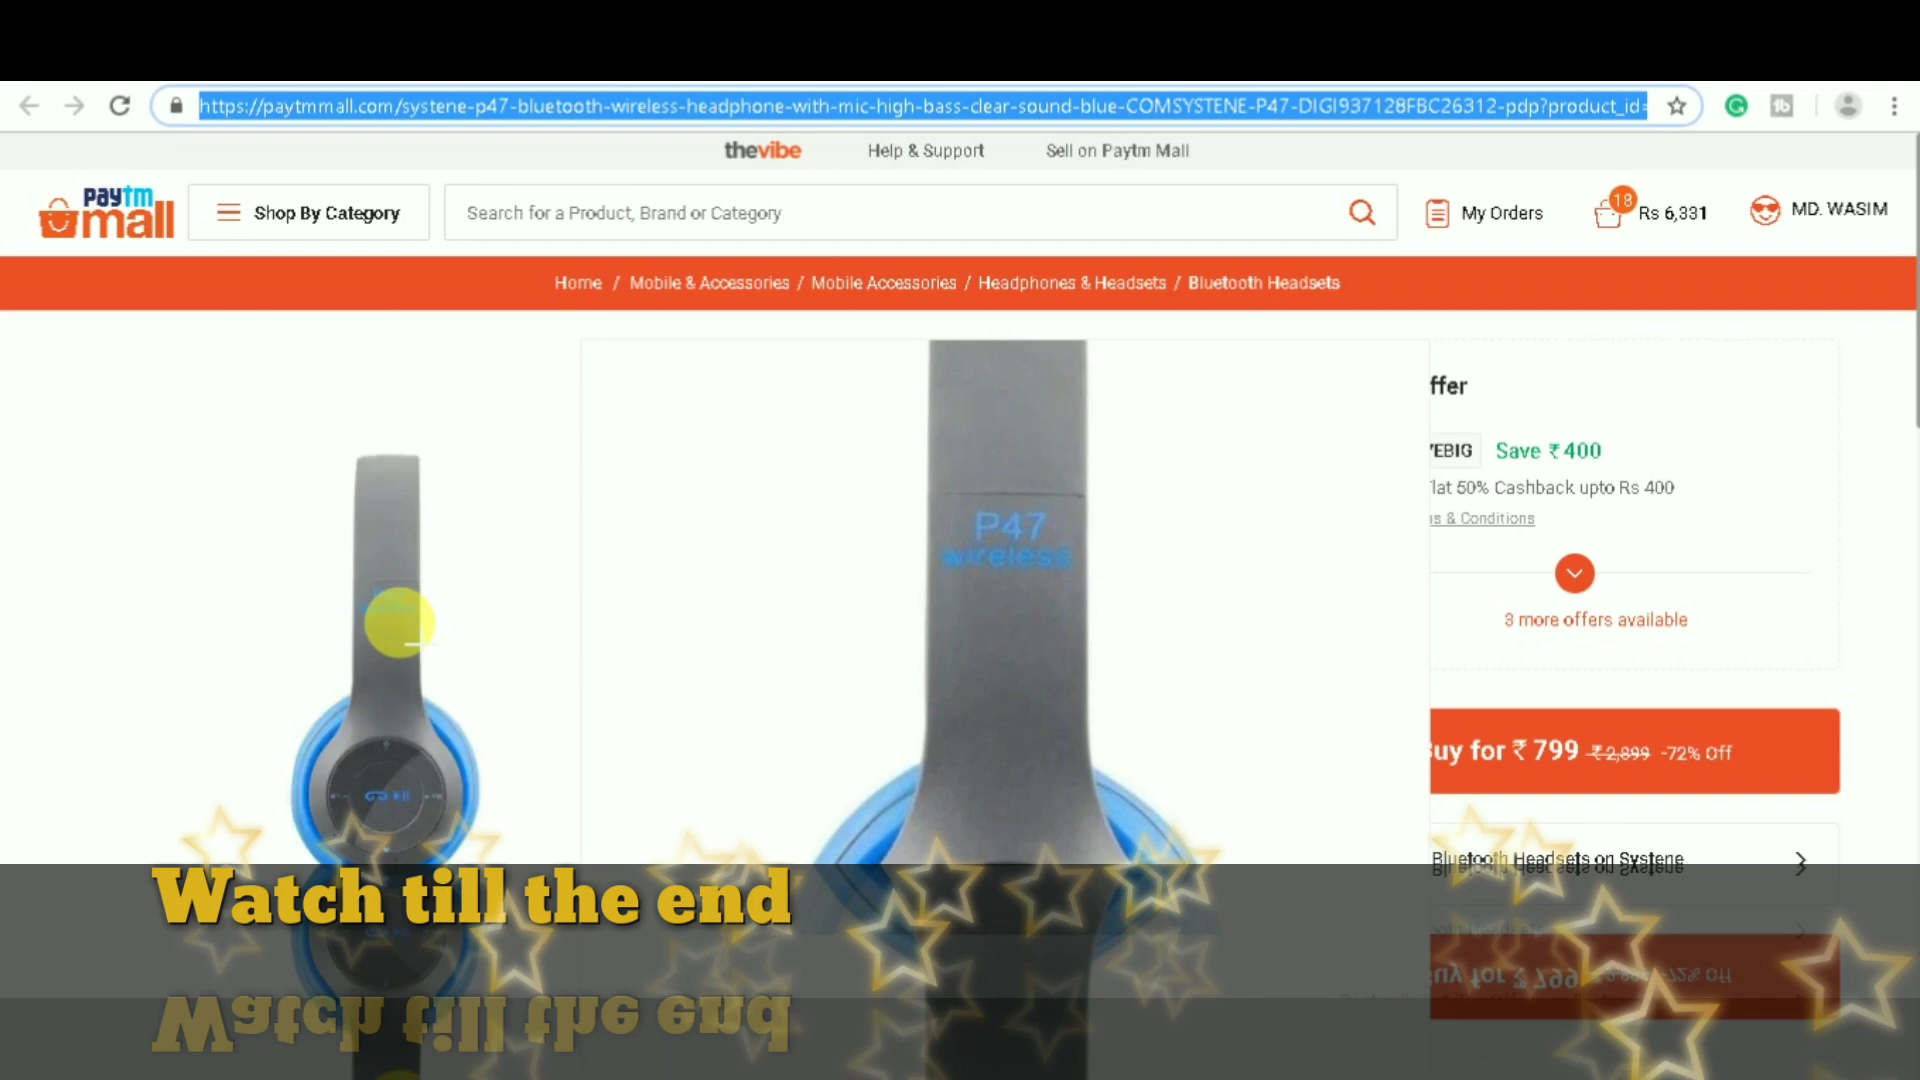 https://paytmmall.com/systene-p47-bluetooth-wireless-headphone-with-mic-high-bass-clear-sound-blue-COMSYSTENE-P47-DIGI937128FBC26312-pdp?product_id=
thevibe Help & Support Sell on Paytm Mall
paytm mall Shop By Category Search for a Product, Brand or Category My Orders 18 Rs 6,331 MD. WASIM
Home / Mobile & Accessories / Mobile Accessories / Headphones & Headsets / Bluetooth Headsets
ffer
P47
wireless
EBIG Save ₹400
lat 50% Cashback upto Rs 400
s & Conditions
3 more offers available
uy for ₹799 ₹2,899 -72% Off
Bluetooth Headsets on Systene
Watch till the end